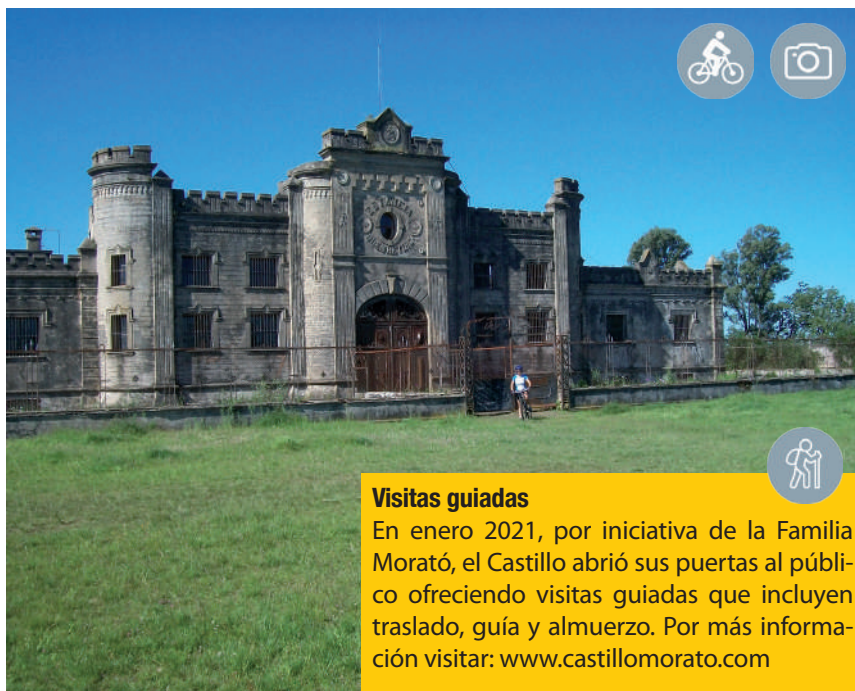 Visitas guiadas
En enero 2021, por iniciativa de la Familia
Morató, el Castillo abrió sus puertas al públi-
co ofreciendo visitas guiadas que incluyen
traslado, guía y almuerzo. Por más informa-
ción visitar: www.castillomorato.com